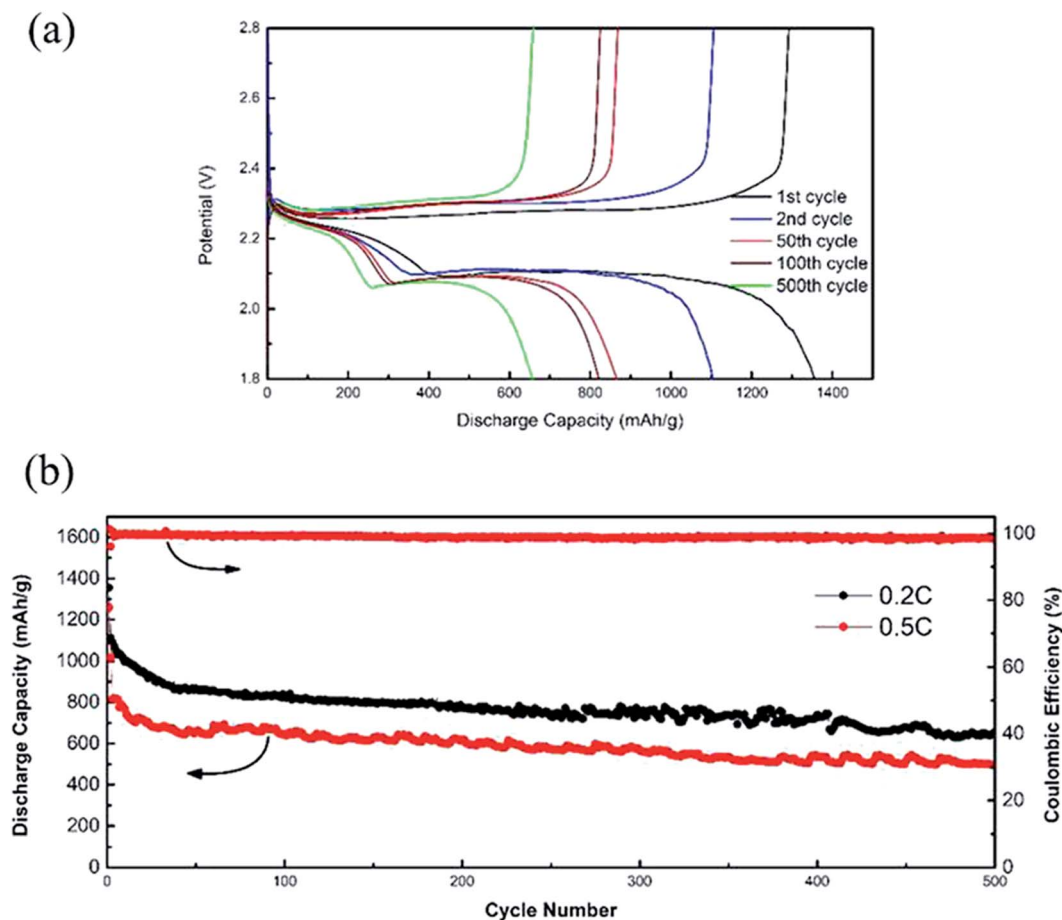 (a)
2.8
2.6
2.4
2.2
2.0
1.8
Potential (V)
1st cycle
2nd cycle
50th cycle
100th cycle
500th cycle
0 200 400 600 800 1000 1200 1400
Discharge Capacity (mAh/g)
(b)
1600
1400
1200
1000
800
600
400
200
0
Discharge Capacity (mAh/g)
0.2C
0.5C
100
80
60
40
20
0
Coulombic Efficiency (%)
0 100 200 300 400 500
Cycle Number